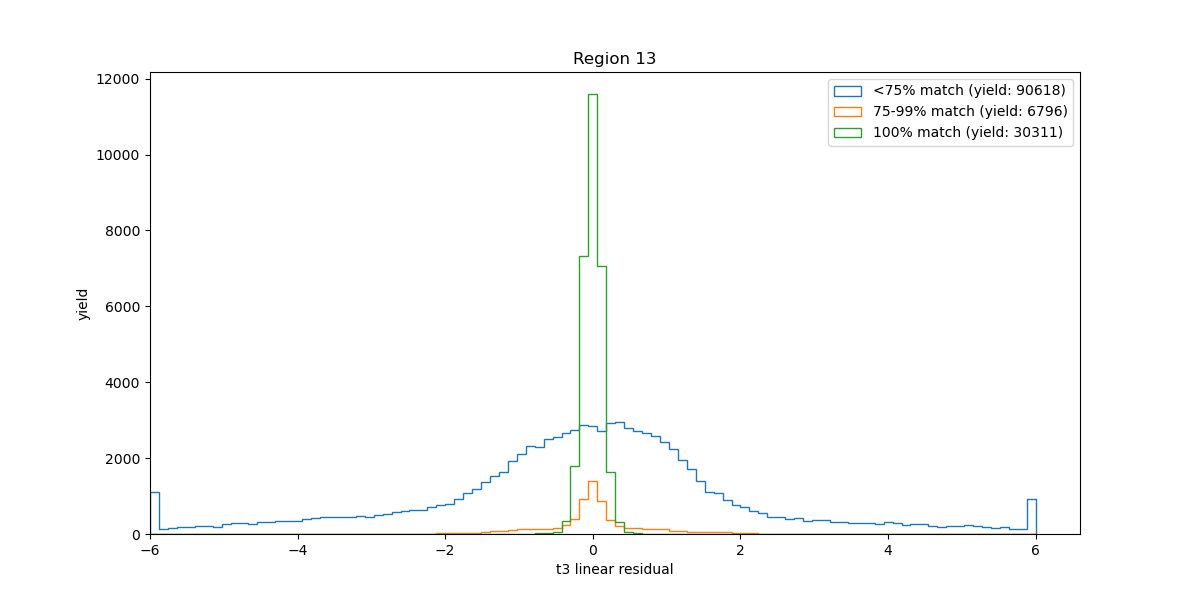 Region 13
12000
10000
8000
6000
4000
2000
0
yield
−6
−4
−2
0
2
4
6
t3 linear residual
<75% match (yield: 90618)
75-99% match (yield: 6796)
100% match (yield: 30311)